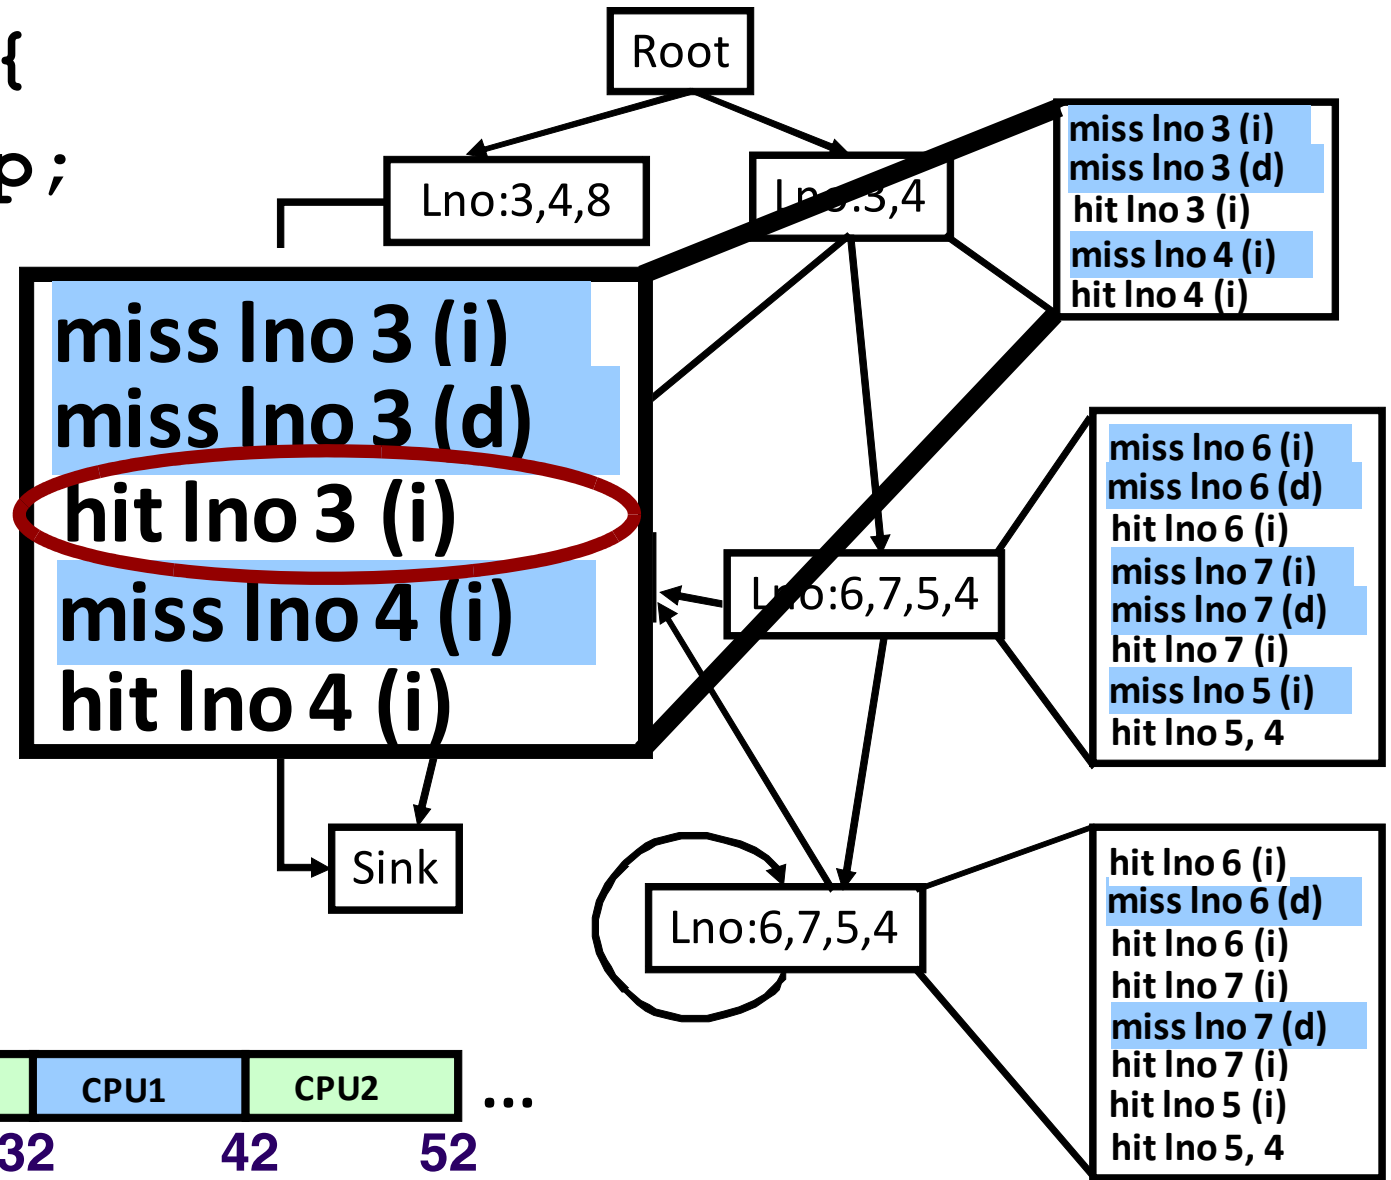 {
Root
p;
Lno:3,4,8
Lno:3,4
miss lno 3 (i)
miss lno 3 (d)
hit lno 3 (i)
miss lno 4 (i)
hit lno 4 (i)
miss lno 3 (i)
miss lno 3 (d)
hit lno 3 (i)
miss lno 4 (i)
hit lno 4 (i)
Lno:6,7,5,4
miss lno 6 (i)
miss lno 6 (d)
hit lno 6 (i)
miss lno 7 (i)
miss lno 7 (d)
hit lno 7 (i)
miss lno 5 (i)
hit lno 5, 4
Sink
Lno:6,7,5,4
hit lno 6 (i)
miss lno 6 (d)
hit lno 6 (i)
hit lno 7 (i)
miss lno 7 (d)
hit lno 7 (i)
hit lno 5 (i)
hit lno 5, 4
CPU1 CPU2 ...
32 42 52